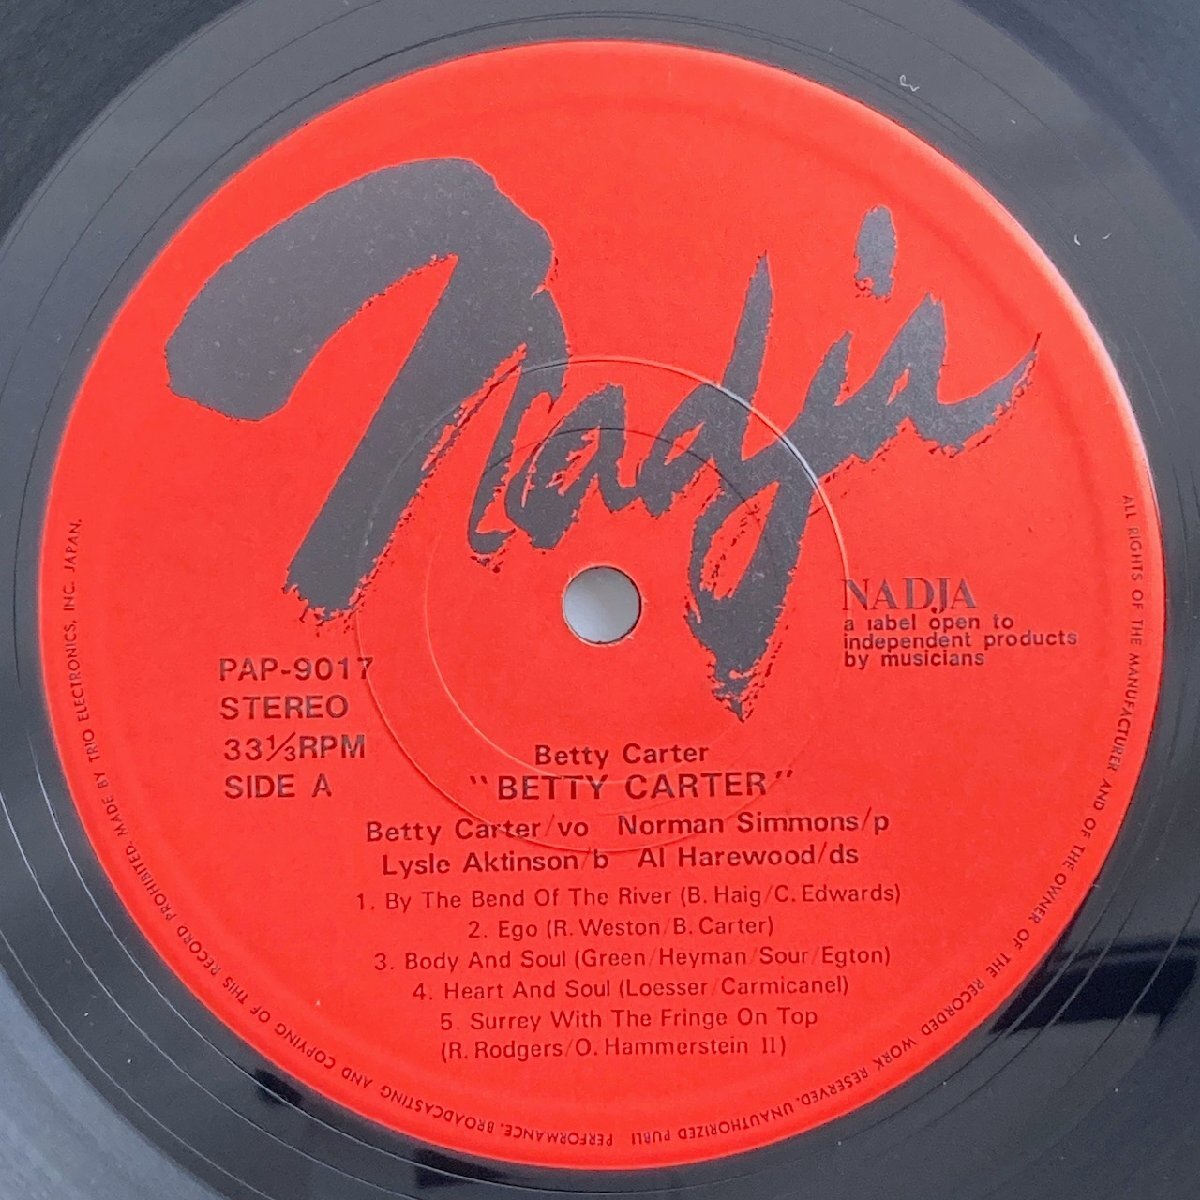 Nadja
NADJA
a label open to
independent products
by musicians
PAP-9017
STEREO
33⅓RPM
SIDE A
Betty Carter
"BETTY CARTER"
Betty Carter/vo Norman Simmons/p
Lysle Aktinson/b Al Harewood/ds
1. By The Bend Of The River (B. Haig/C. Edwards)
2. Ego (R. Weston/B. Carter)
3. Body And Soul (Green/Heyman/Sour/Egton)
4. Heart And Soul (Loesser/Carmicanel)
5. Surrey With The Fringe On Top
(R. Rodgers/O. Hammerstein II)
ALL RIGHTS OF THE MANUFACTURER AND OF THE OWNER OF THE RECORDED WORK RESERVED. UNAUTHORIZED PUBLI PERFORMANCE, BROADCASTING AND COPYING OF THIS RECORD PROHIBITED. MADE BY TRIO ELECTRONICS, INC. JAPAN.